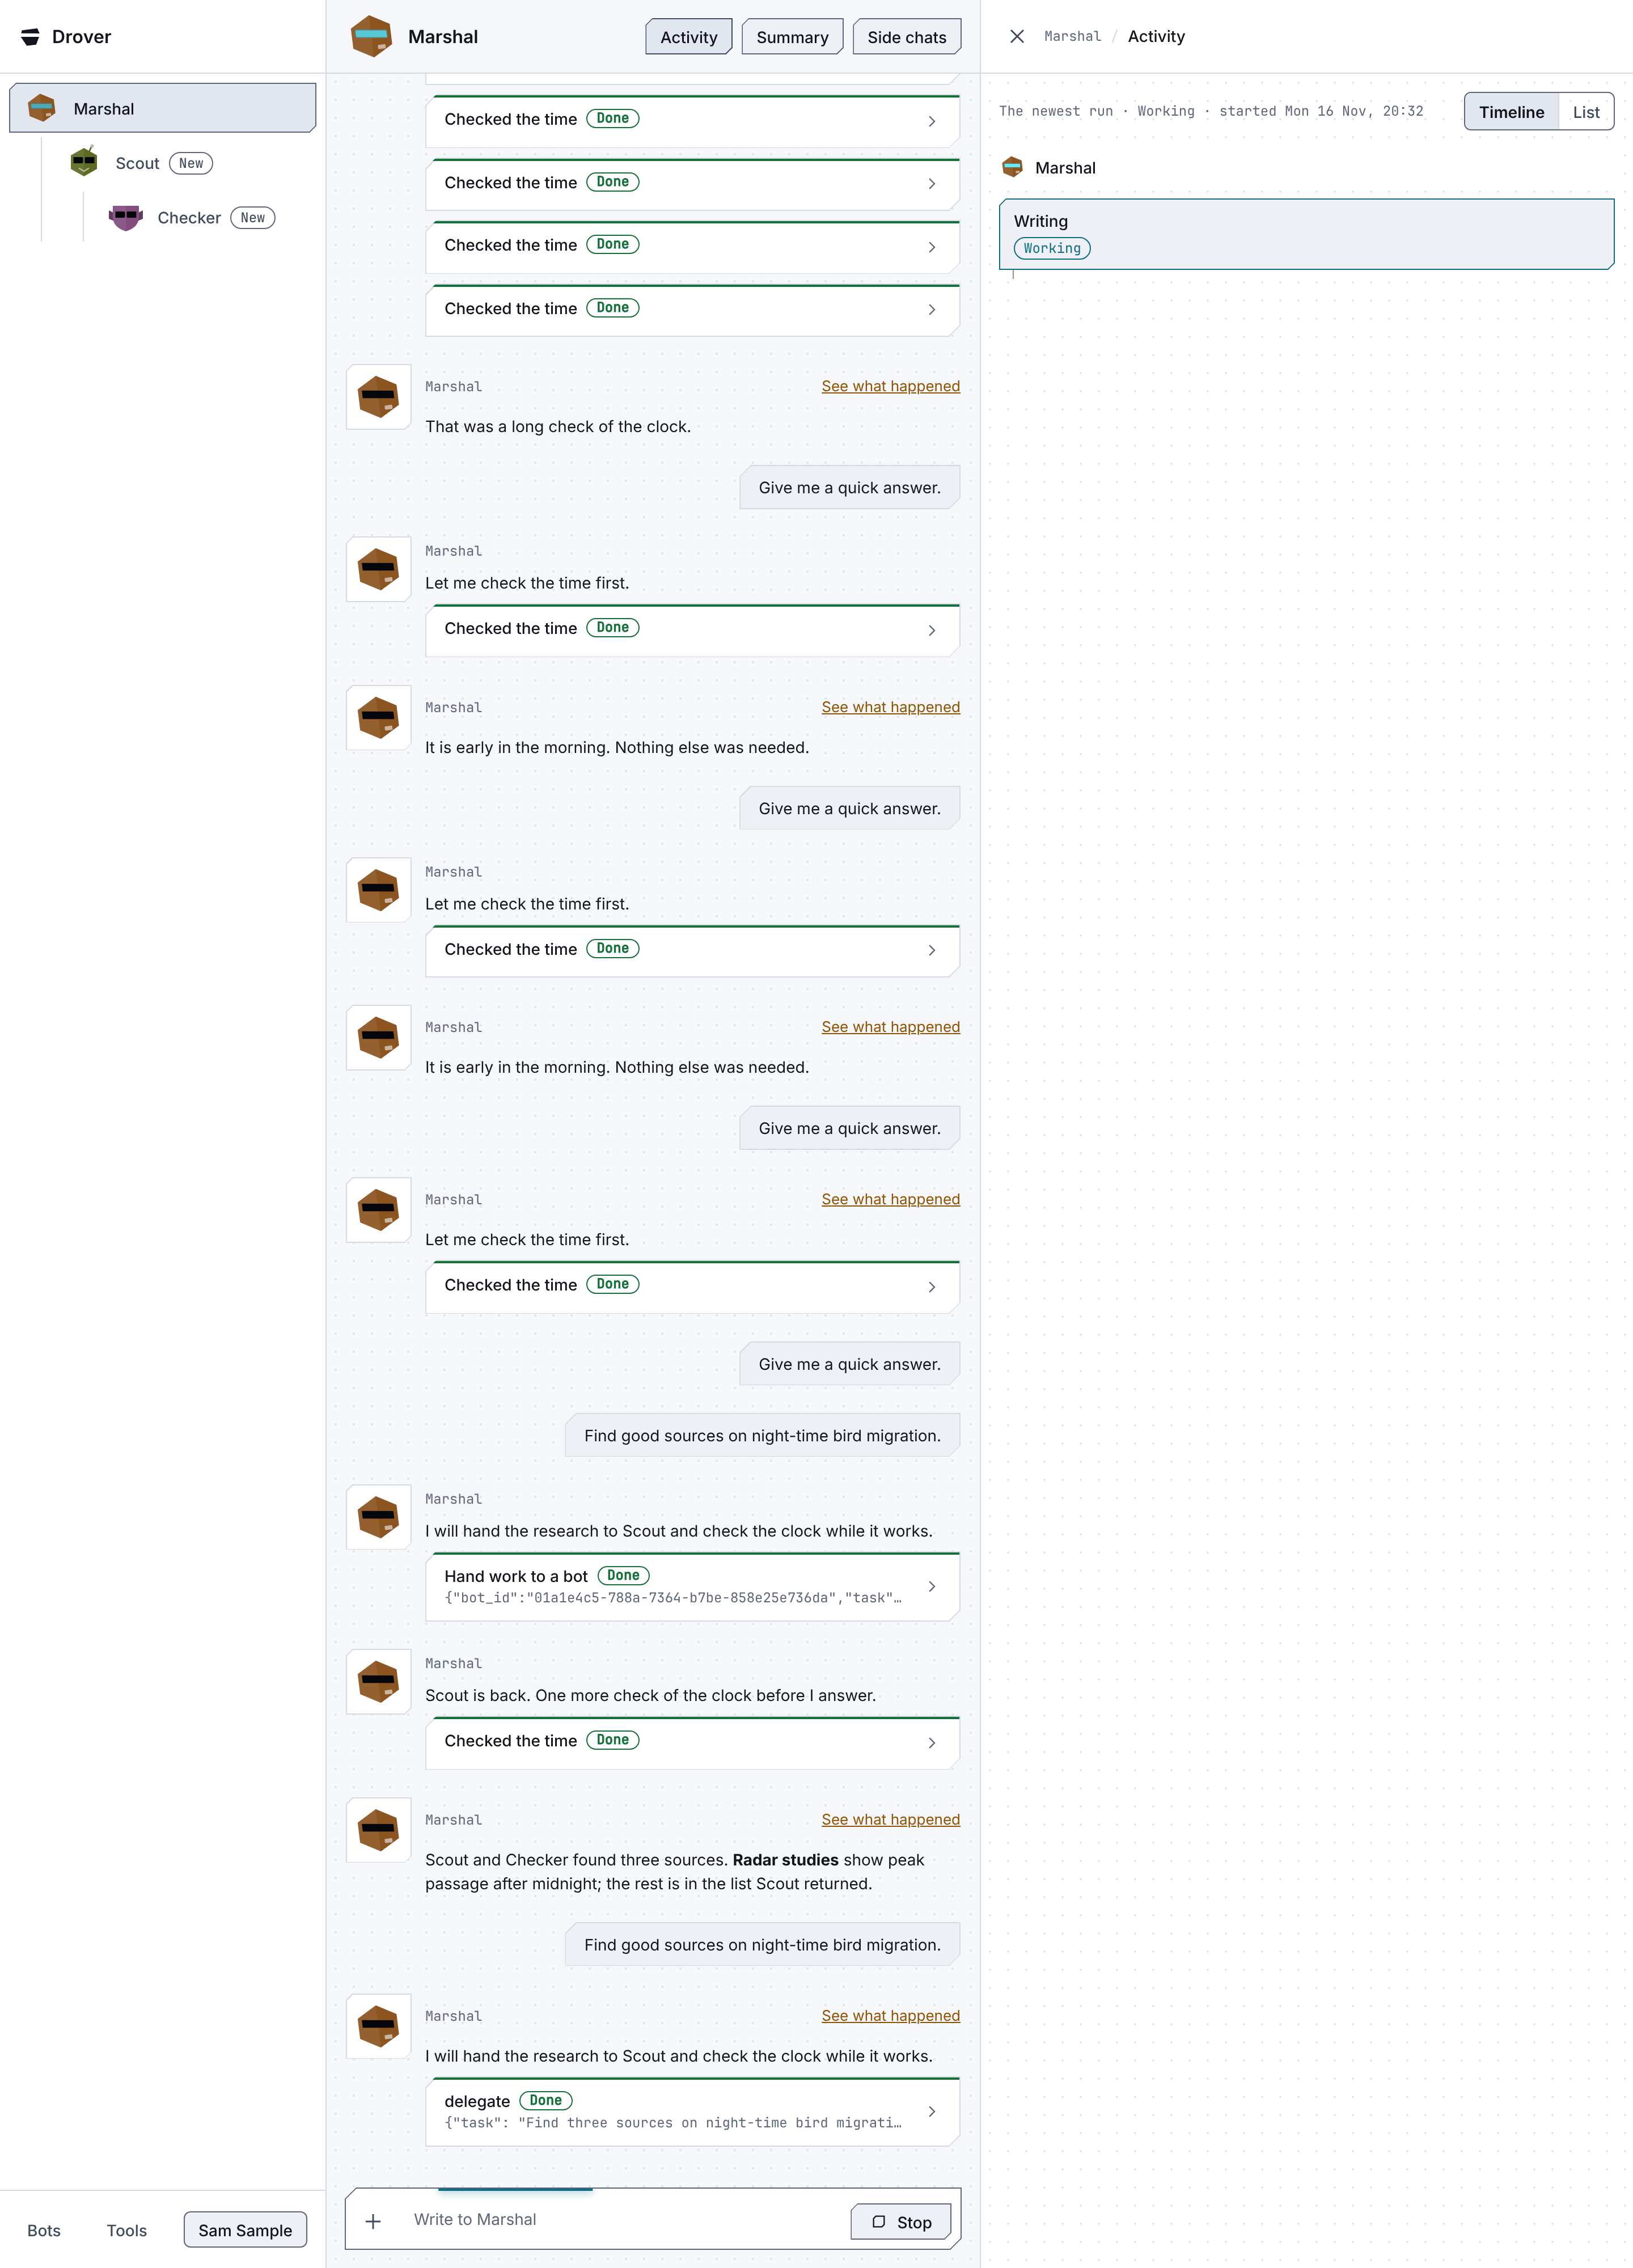 Drover
Marshal
Scout New
Checker New
Bots
Tools
Sam Sample
Marshal
Activity
Summary
Side chats
Checked the time Done
Checked the time Done
Checked the time Done
Checked the time Done
Marshal
See what happened
That was a long check of the clock.
Give me a quick answer.
Marshal
Let me check the time first.
Checked the time Done
Marshal
See what happened
It is early in the morning. Nothing else was needed.
Give me a quick answer.
Marshal
Let me check the time first.
Checked the time Done
Marshal
See what happened
It is early in the morning. Nothing else was needed.
Give me a quick answer.
Marshal
See what happened
Let me check the time first.
Checked the time Done
Give me a quick answer.
Find good sources on night-time bird migration.
Marshal
I will hand the research to Scout and check the clock while it works.
Hand work to a bot Done
{"bot_id":"01a1e4c5-788a-7364-b7be-858e25e736da","task"…
Marshal
Scout is back. One more check of the clock before I answer.
Checked the time Done
Marshal
See what happened
Scout and Checker found three sources. Radar studies show peak
passage after midnight; the rest is in the list Scout returned.
Find good sources on night-time bird migration.
Marshal
See what happened
I will hand the research to Scout and check the clock while it works.
delegate Done
{"task": "Find three sources on night-time bird migrati…
Write to Marshal
Stop
Marshal / Activity
The newest run · Working · started Mon 16 Nov, 20:32
Timeline
List
Marshal
Writing
Working